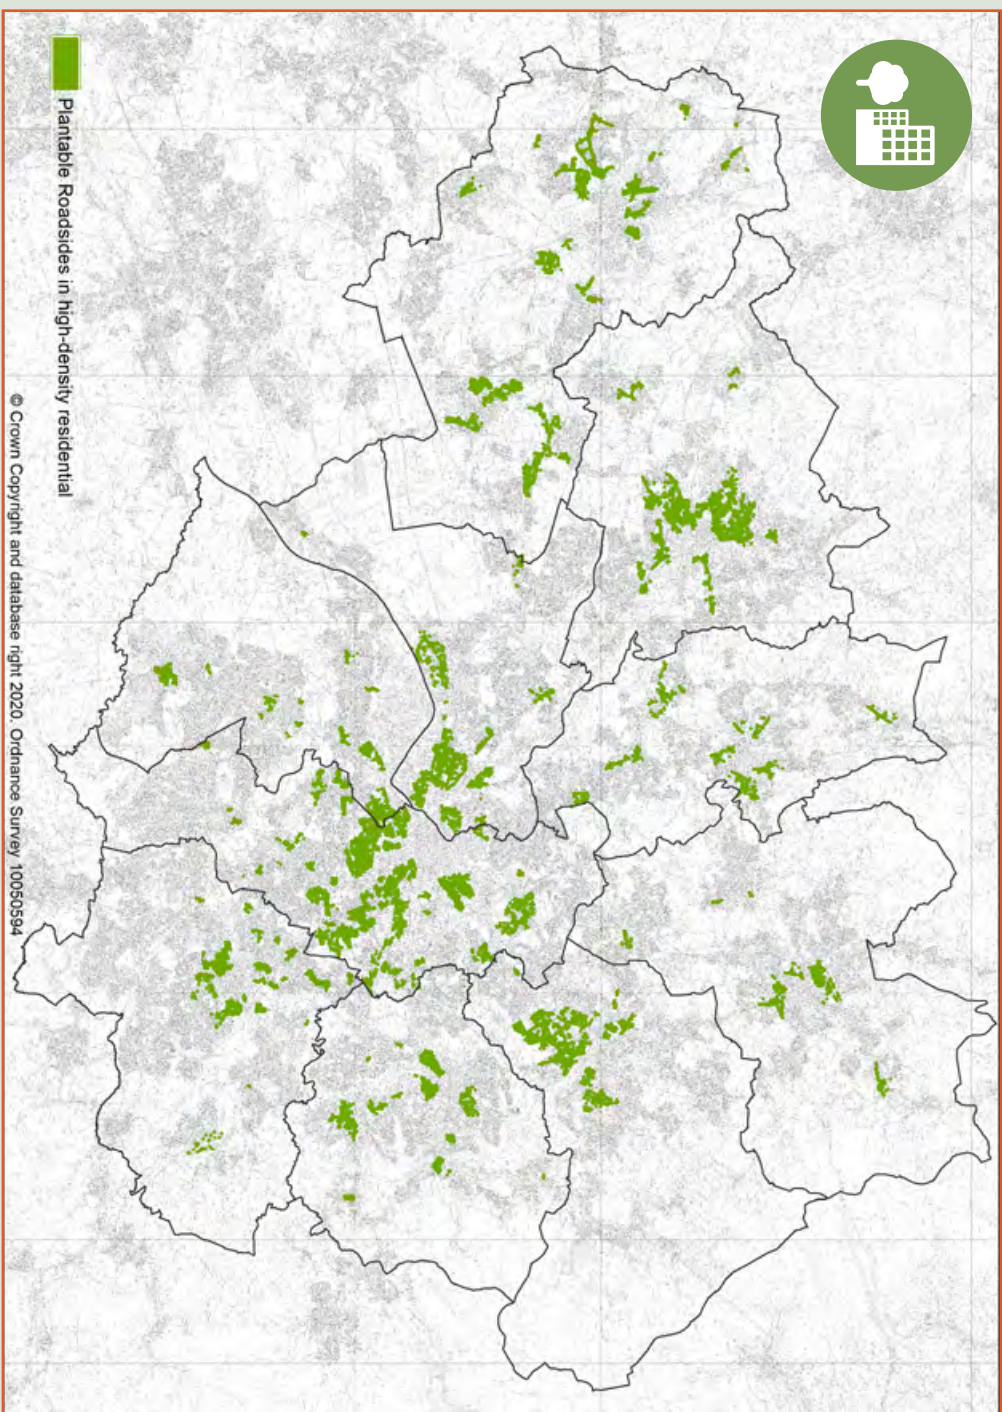 Plantable Roadsides in high-density residential
© Crown Copyright and database right 2020. Ordnance Survey 10050594